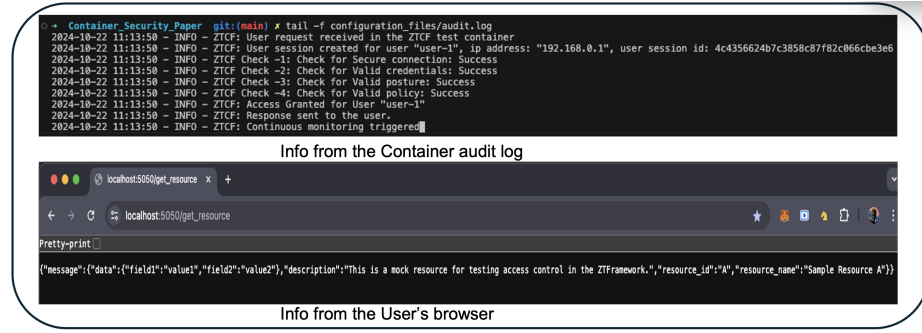 → Container_Security_Paper git:(main) ✗ tail -f configuration_files/audit.log
2024-10-22 11:13:50 - INFO - ZTCF: User request received in the ZTCF test container
2024-10-22 11:13:50 - INFO - ZTCF: User session created for user "user-1", ip address: "192.168.0.1", user session id: 4c4356624b7c3858c87f82c066cbe3e6
2024-10-22 11:13:50 - INFO - ZTCF Check -1: Check for Secure connection: Success
2024-10-22 11:13:50 - INFO - ZTCF Check -2: Check for Valid credentials: Success
2024-10-22 11:13:50 - INFO - ZTCF Check -3: Check for Valid posture: Success
2024-10-22 11:13:50 - INFO - ZTCF Check -4: Check for Valid policy: Success
2024-10-22 11:13:50 - INFO - ZTCF: Access Granted for User "user-1"
2024-10-22 11:13:50 - INFO - ZTCF: Response sent to the user.
2024-10-22 11:13:50 - INFO - ZTCF: Continuous monitoring triggered
Info from the Container audit log
localhost:5050/get_resource
localhost:5050/get_resource
Pretty-print
{"message":{"data":{"field1":"value1","field2":"value2"},"description":"This is a mock resource for testing access control in the ZTFramework.","resource_id":"A","resource_name":"Sample Resource A"}}
Info from the User's browser